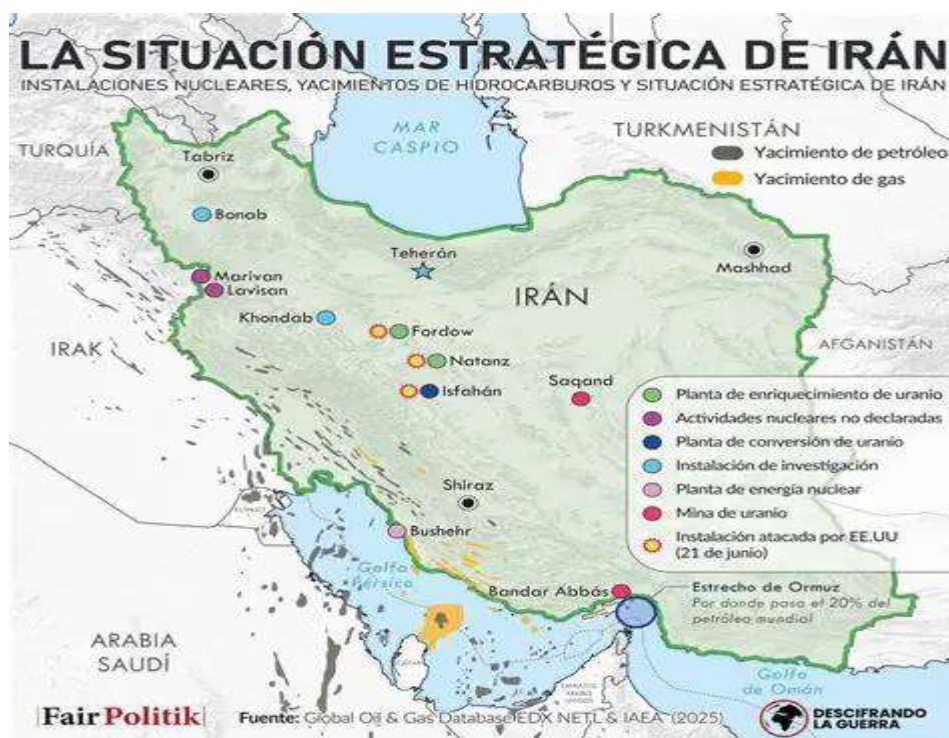 LA SITUACIÓN ESTRATÉGICA DE IRÁN
INSTALACIONES NUCLEARES, YACIMIENTOS DE HIDROCARBUROS Y SITUACIÓN ESTRATÉGICA DE IRÁN
MAR
CASPIO
TURKMENISTÁN
TURQUÍA
Yacimiento de petróleo
Yacimiento de gas
Tabriz
Bonab
Teherán
Mashhad
Marivan
Lavisan
IRÁN
Khondab
Fordow
IRAK
AFGANISTÁN
Natanz
Isfahán
Saqand
Planta de enriquecimiento de uranio
Actividades nucleares no declaradas
Planta de conversión de uranio
Instalación de investigación
Planta de energía nuclear
Mina de uranio
Instalación atacada por EE.UU
(21 de junio)
Shiraz
Bushehr
Golfo
Pérsico
Bandar Abbás
Estrecho de Ormuz
Por donde pasa el 20% del
petróleo mundial
ARABIA
SAUDÍ
Golfo
de Omán
Fair Politik
Fuente: Global Oil & Gas Database EDX NETL & IAEA (2025)
DESCIFRANDO
LA GUERRA